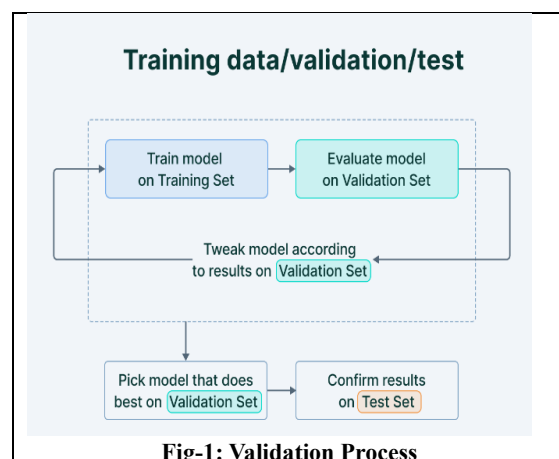 Training data/validation/test
Train model
on Training Set
Evaluate model
on Validation Set
Tweak model according
to results on Validation Set
Pick model that does
best on Validation Set
Confirm results
on Test Set
Fig-1: Validation Process